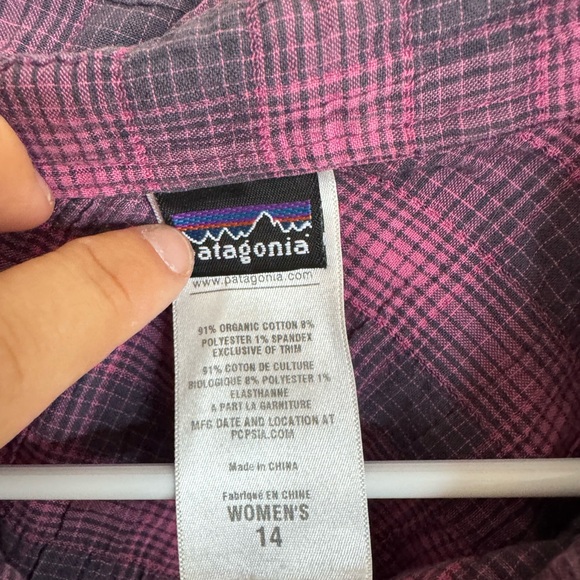 patagonia
www.patagonia.com
91% ORGANIC COTTON 8%
POLYESTER 1% SPANDEX
EXCLUSIVE OF TRIM
91% COTON DE CULTURE
BIOLOGIQUE 8% POLYESTER 1%
ELASTHANNE
A PART LA GARNITURE
MFG DATE AND LOCATION AT
PCPSIA.COM
Made in CHINA
Fabriqué EN CHINE
WOMEN'S
14